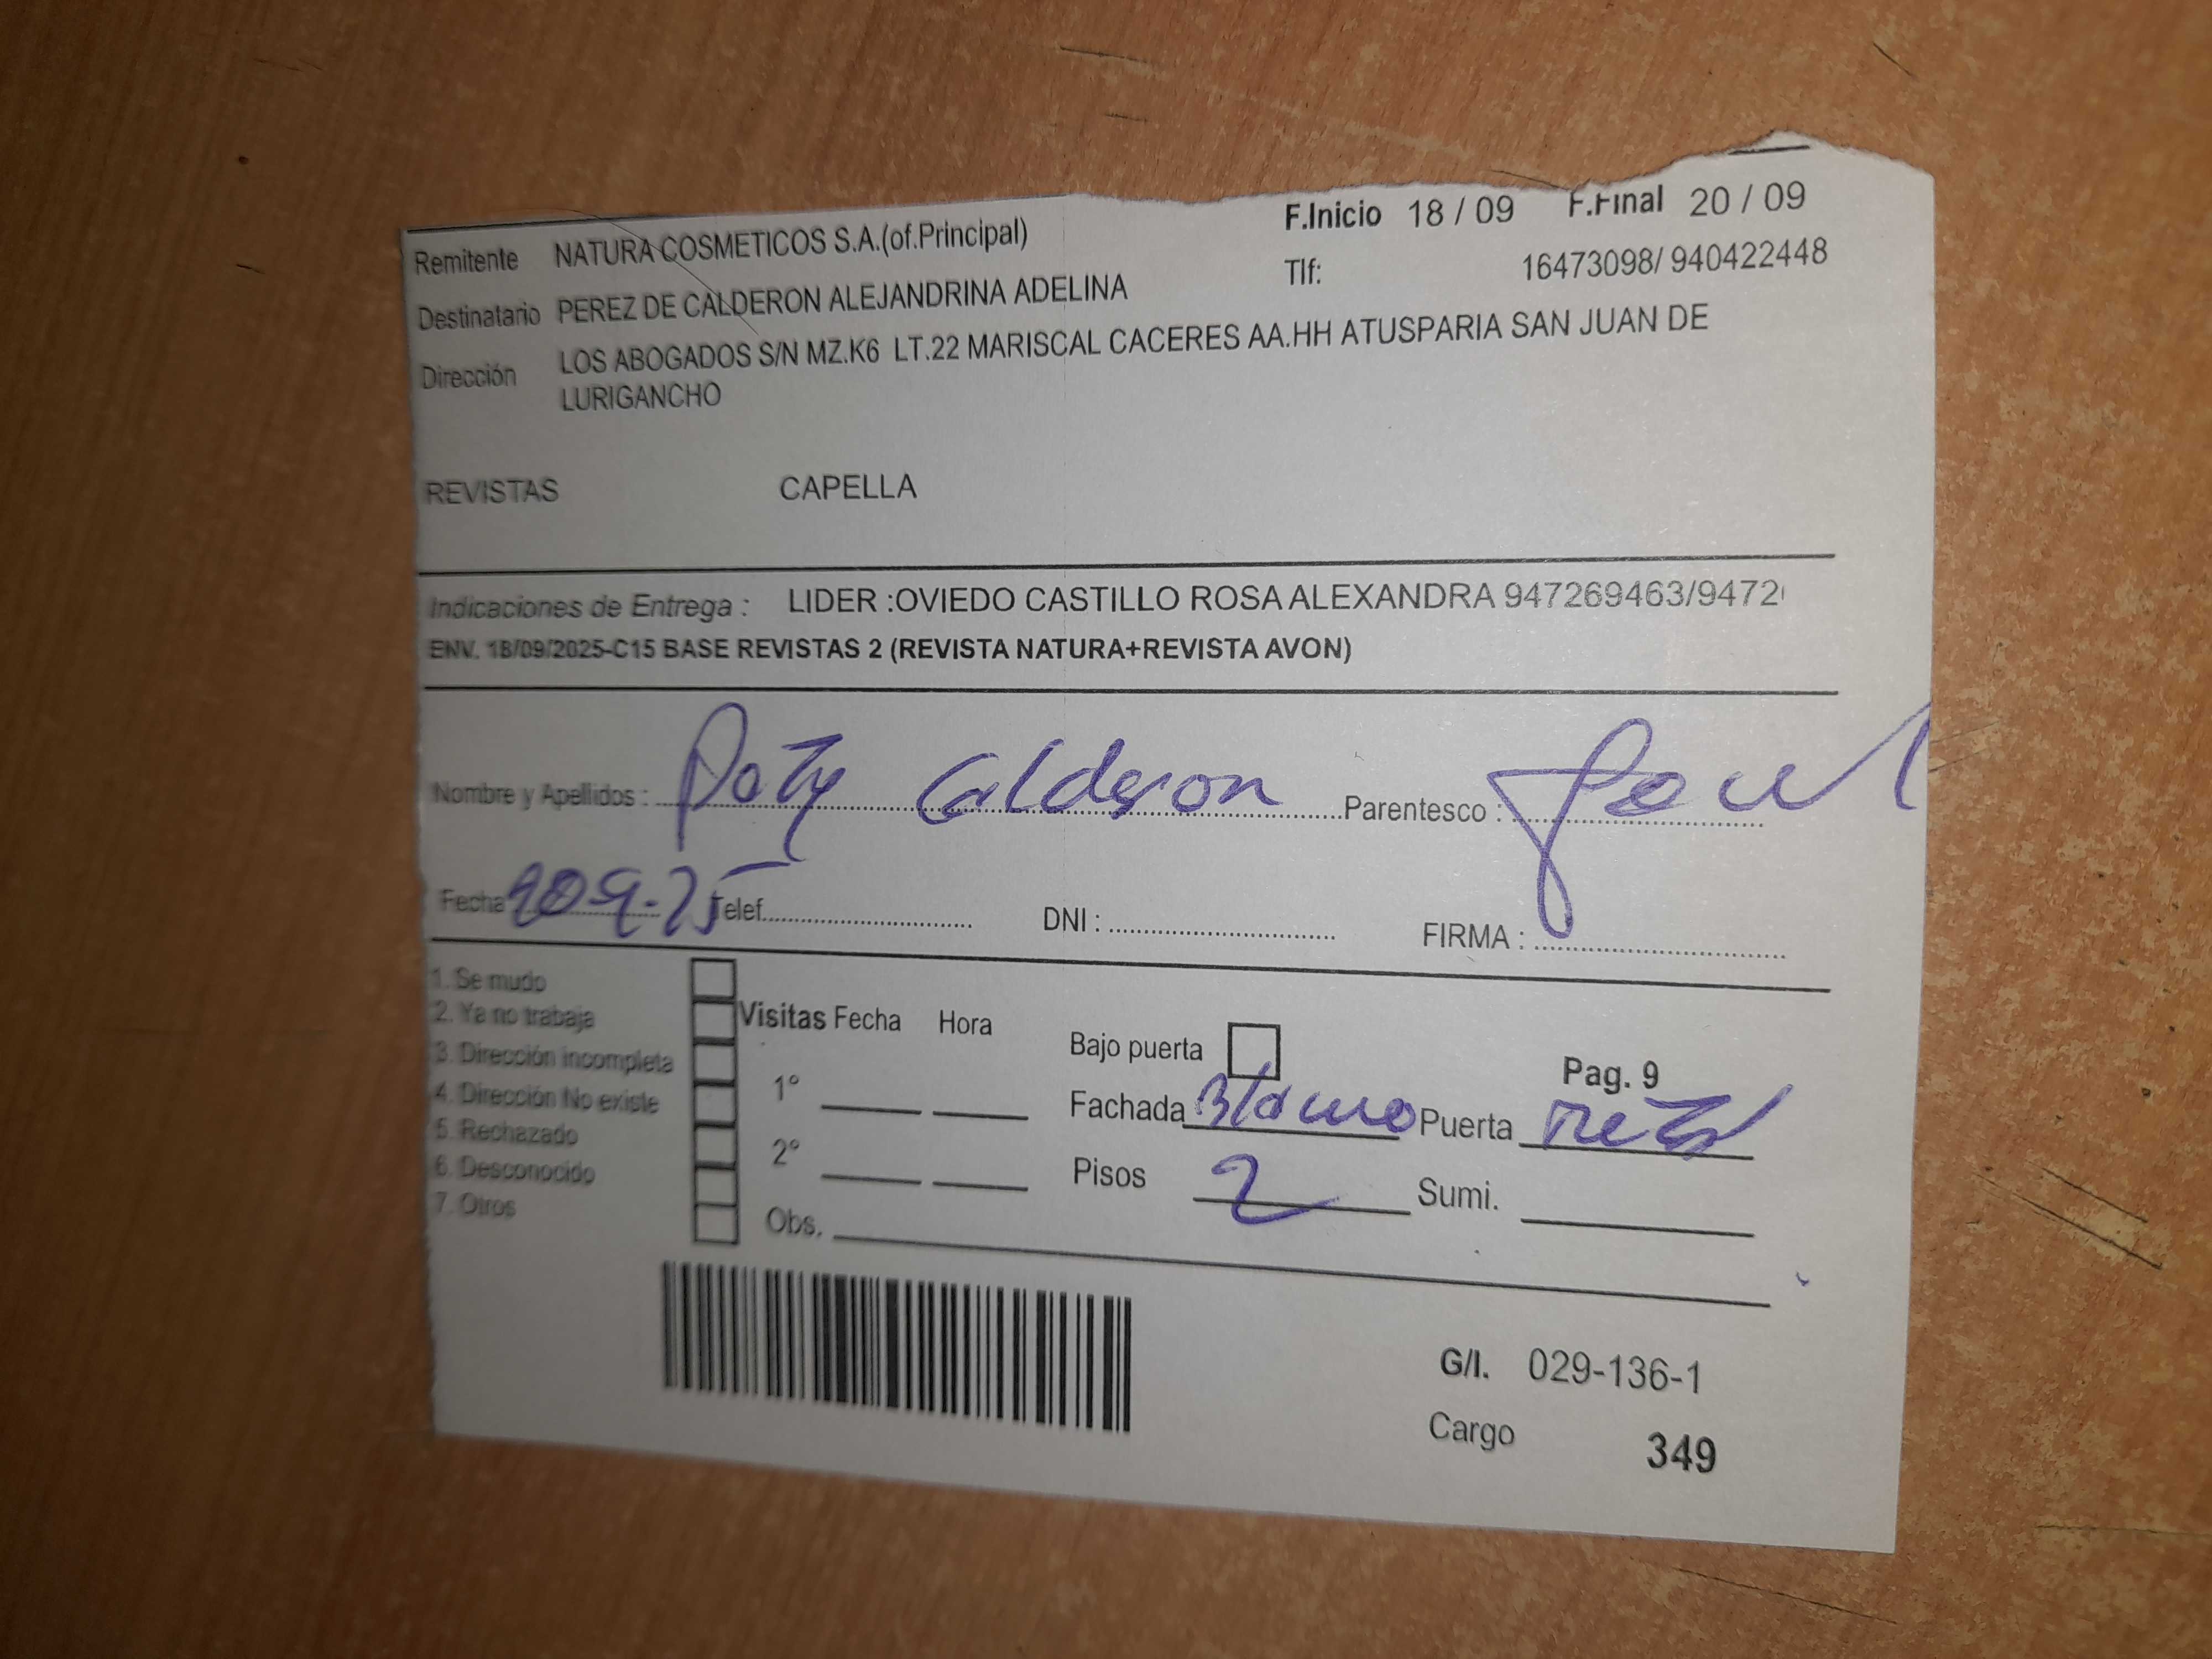 F.Inicio 18 / 09 F.Final 20 / 09
Remitente NATURA COSMETICOS S.A.(of.Principal)
Tlf: 16473098/ 940422448
Destinatario PEREZ DE CALDERON ALEJANDRINA ADELINA
Dirección LOS ABOGADOS S/N MZ.K6 LT.22 MARISCAL CACERES AA.HH ATUSPARIA SAN JUAN DE
LURIGANCHO
REVISTAS CAPELLA
Indicaciones de Entrega : LIDER :OVIEDO CASTILLO ROSA ALEXANDRA 947269463/9472
ENV. 18/09/2025-C15 BASE REVISTAS 2 (REVISTA NATURA+REVISTA AVON)
Nombre y Apellidos : Paty Calderon Parentesco :
Fecha Telef. DNI : FIRMA :
1. Se mudo
2. Ya no trabaja
3. Dirección incompleta
4. Dirección No existe
5. Rechazado
6. Desconocido
7. Otros
Visitas Fecha Hora
1°
2°
Obs.
Bajo puerta
Pag. 9
Fachada Blanco Puerta
Pisos 2 Sumi.
G/I. 029-136-1
Cargo 349